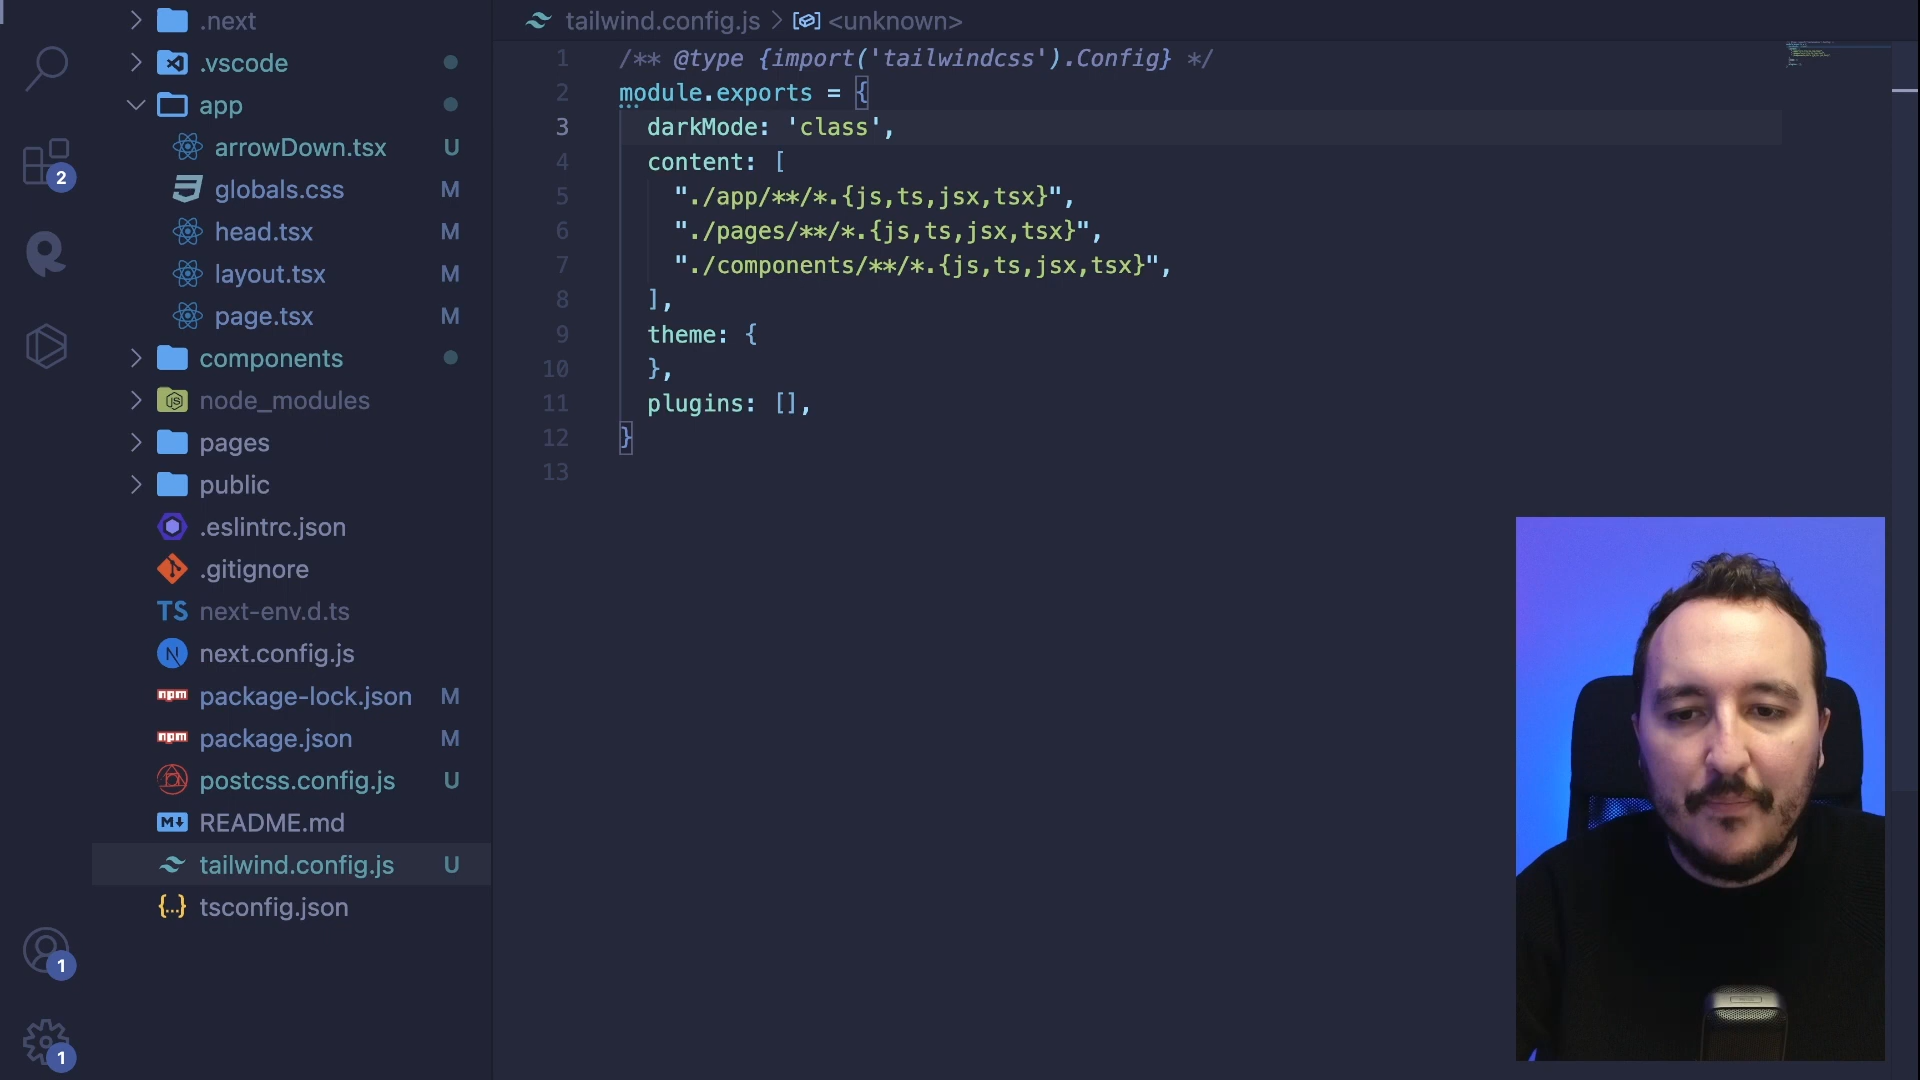 .next
.vscode
app
arrowDown.tsx U
globals.css M
head.tsx M
layout.tsx M
page.tsx M
components
node_modules
pages
public
.eslintrc.json
.gitignore
TS next-env.d.ts
N next.config.js
npm package-lock.json M
npm package.json M
postcss.config.js U
M README.md
tailwind.config.js U
{..} tsconfig.json
2
1
1
tailwind.config.js > <unknown>
1 /** @type {import('tailwindcss').Config} */
2 module.exports = {
3 darkMode: 'class',
4 content: [
5 "./app/**/*.{js,ts,jsx,tsx}",
6 "./pages/**/*.{js,ts,jsx,tsx}",
7 "./components/**/*.{js,ts,jsx,tsx}",
8 ],
9 theme: {
10 },
11 plugins: [],
12 }
13